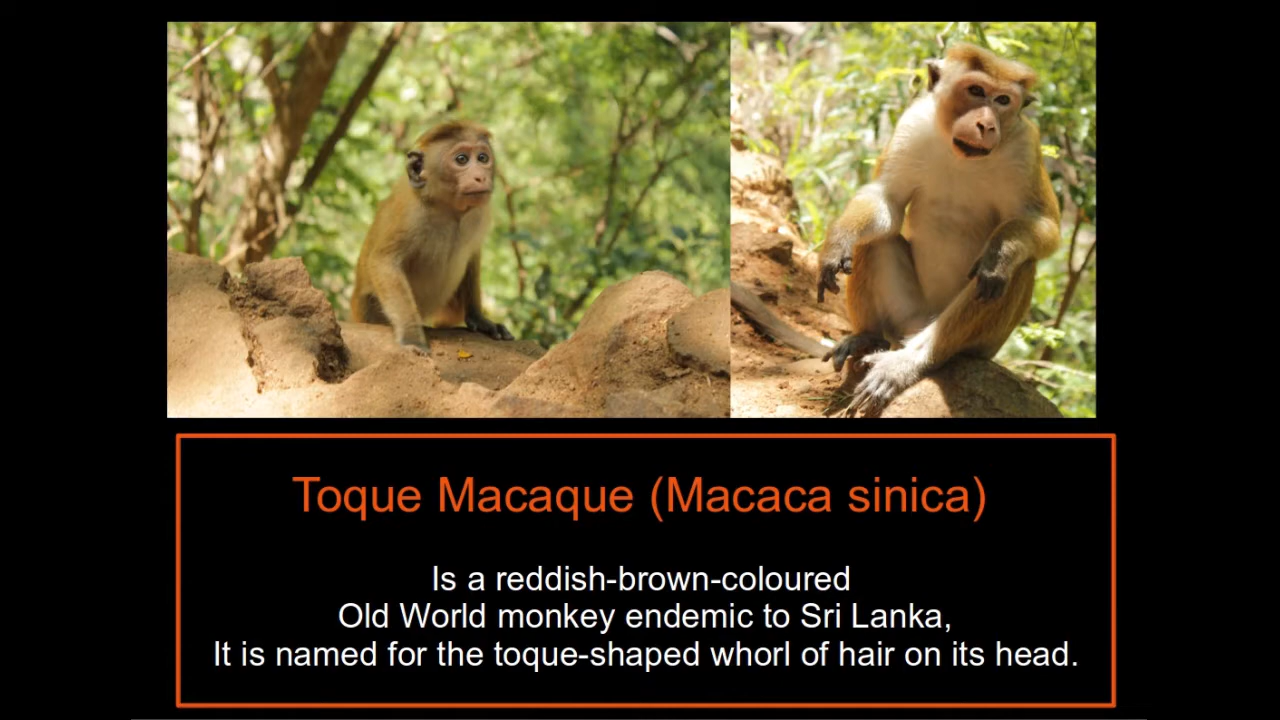 Toque Macaque (Macaca sinica)
Is a reddish-brown-coloured
Old World monkey endemic to Sri Lanka,
It is named for the toque-shaped whorl of hair on its head.